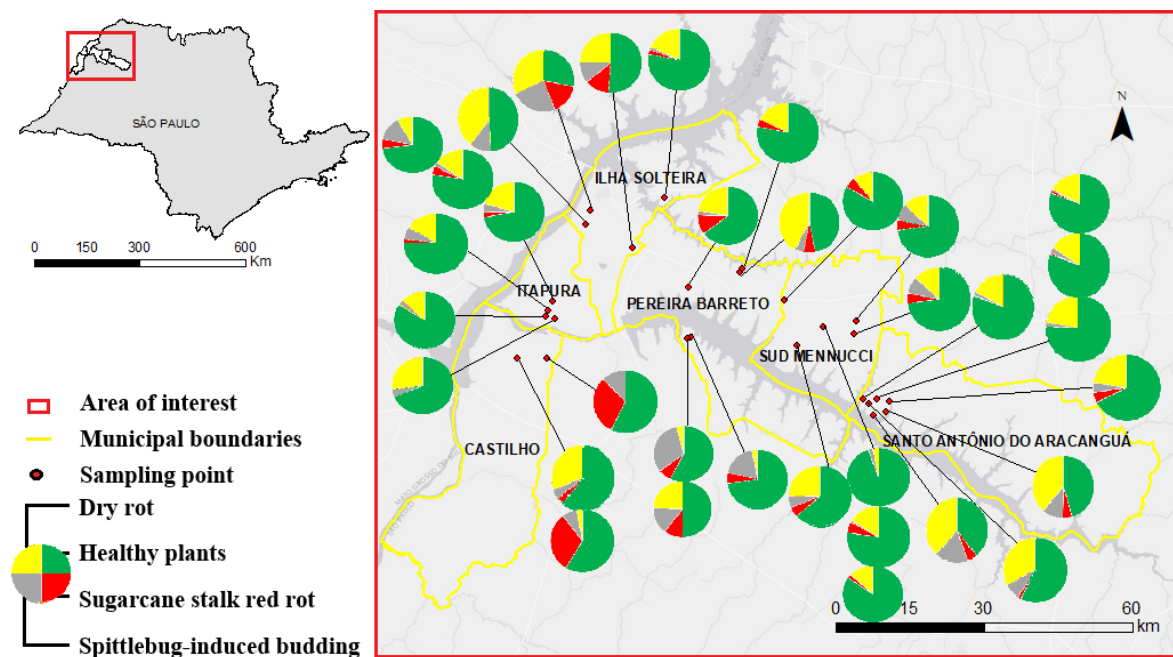 SÃO PAULO
0 150 300 600
Km
Area of interest
Municipal boundaries
Sampling point
Dry rot
Healthy plants
Sugarcane stalk red rot
Spittlebug-induced budding
N
ILHA SOLTEIRA
ITAPURA
PEREIRA BARRETO
SUD MENNUCCI
CASTILHO
SANTO ANTÔNIO DO ARACANGUÁ
0 15 30 60
Km